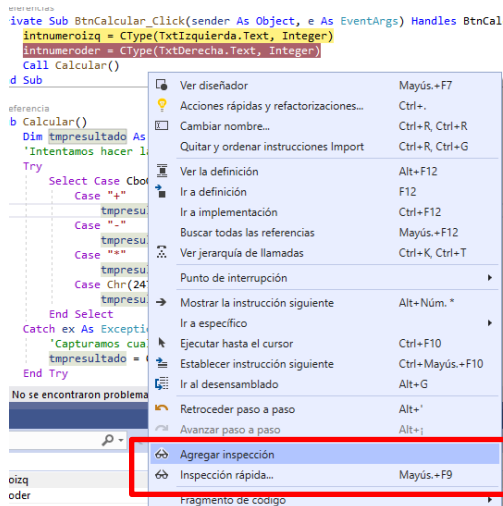 ivate Sub BtnCalcular_Click(sender As Object, e As EventArgs) Handles BtnCal
intnumeroizq = CType(TxtIzquierda.Text, Integer)
intnumeroder = CType(TxtDerecha.Text, Integer)
Call Calcular()
d Sub
eferencia
b Calcular()
Dim tmpresultado As
'Intentamos hacer la
Try
Select Case Cbo
Case "+"
tmpresu
Case "-"
tmpresu
Case "*"
tmpresu
Case Chr(247
tmpresu
End Select
Catch ex As Exceptio
'Capturamos cua
tmpresultado =
End Try
No se encontraron problema
oizq
oder
Ver diseñador Mayús.+F7
Acciones rápidas y refactorizaciones... Ctrl+.
Cambiar nombre... Ctrl+R, Ctrl+R
Quitar y ordenar instrucciones Import Ctrl+R, Ctrl+G
Ver la definición Alt+F12
Ir a definición F12
Ir a implementación Ctrl+F12
Buscar todas las referencias Mayús.+F12
Ver jerarquía de llamadas Ctrl+K, Ctrl+T
Punto de interrupción
Mostrar la instrucción siguiente Alt+Núm. *
Ir a específico
Ejecutar hasta el cursor Ctrl+F10
Establecer instrucción siguiente Ctrl+Mayús.+F10
Ir al desensamblado Alt+G
Retroceder paso a paso Alt+'
Avanzar paso a paso Alt+¡
Agregar inspección
Inspección rápida... Mayús.+F9
Fragmento de código